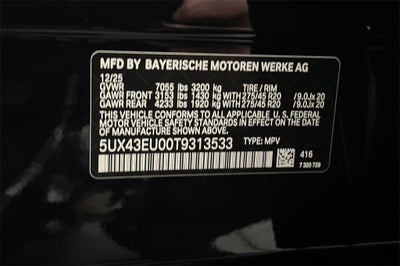 MFD BY BAYERISCHE MOTOREN WERKE AG
12/25
GVWR 7055 lbs 3200 kg TIRE / RIM
GAWR FRONT 3153 lbs 1430 kg WITH 275/45 R20 /9.0Jx 20
GAWR REAR 4233 lbs 1920 kg WITH 275/45 R20 /9.0Jx 20
THIS VEHICLE CONFORMS TO ALL APPLICABLE U.S. FEDERAL
MOTOR VEHICLE SAFETY STANDARDS IN EFFECT
ON THE DATE OF MANUFACTURE SHOWN ABOVE.
5UX43EU00T9313533 TYPE: MPV
416
7 320 729